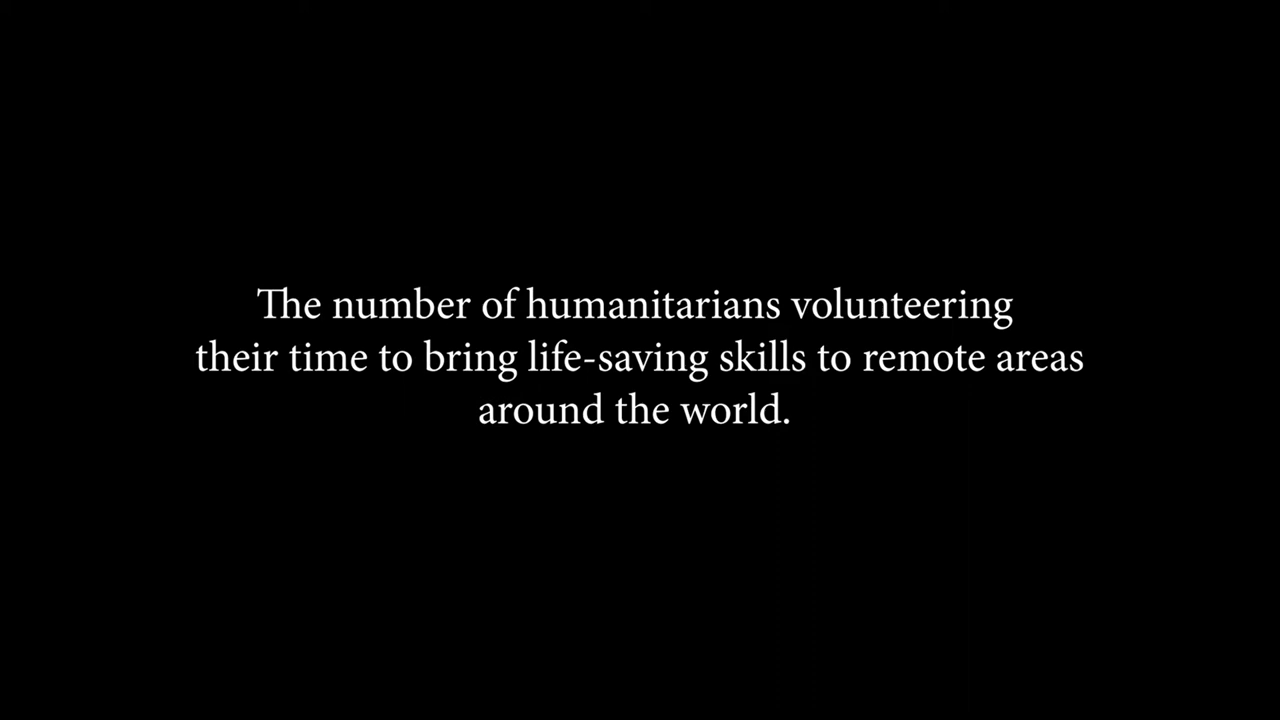 The number of humanitarians volunteering
their time to bring life-saving skills to remote areas
around the world.